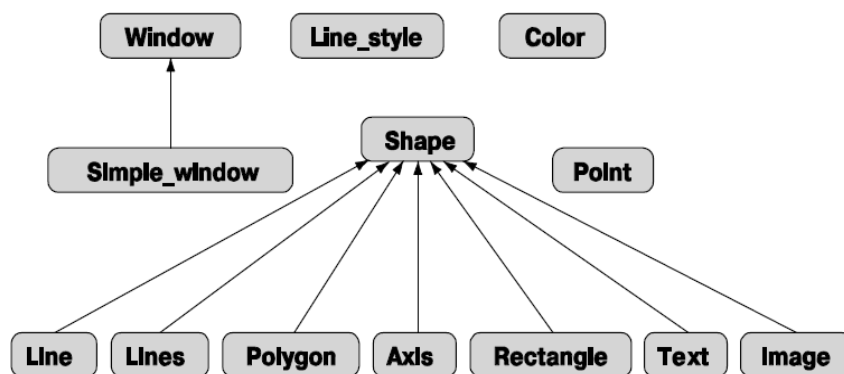 Window Line_style Color
Shape
Simple_window Point
Line Lines Polygon Axis Rectangle Text Image